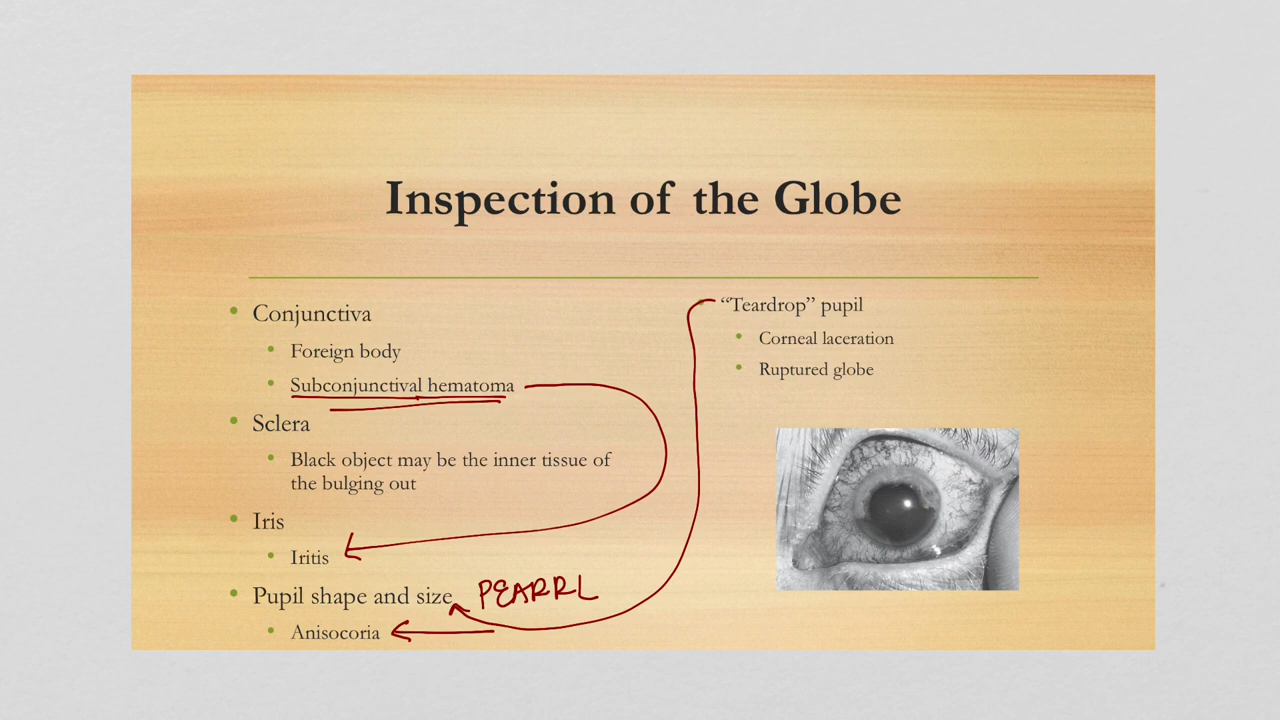 Inspection of the Globe
Conjunctiva
Foreign body
Subconjunctival hematoma
Sclera
Black object may be the inner tissue of
the bulging out
Iris
Iritis
Pupil shape and size
PEARRL
Anisocoria
“Teardrop” pupil
Corneal laceration
Ruptured globe